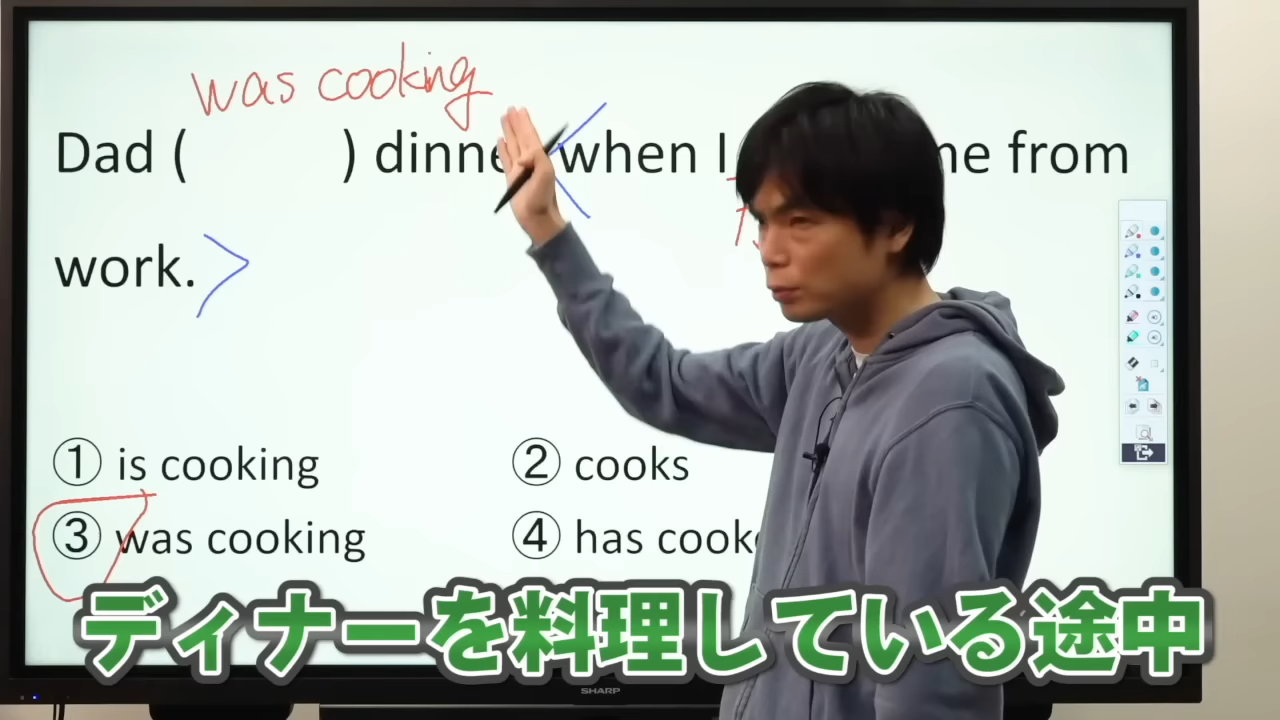 was cooking
Dad ( ) dinne when I me from
work.
① is cooking ② cooks
③ was cooking ④ has cook
ディナーを料理している途中
SHARP